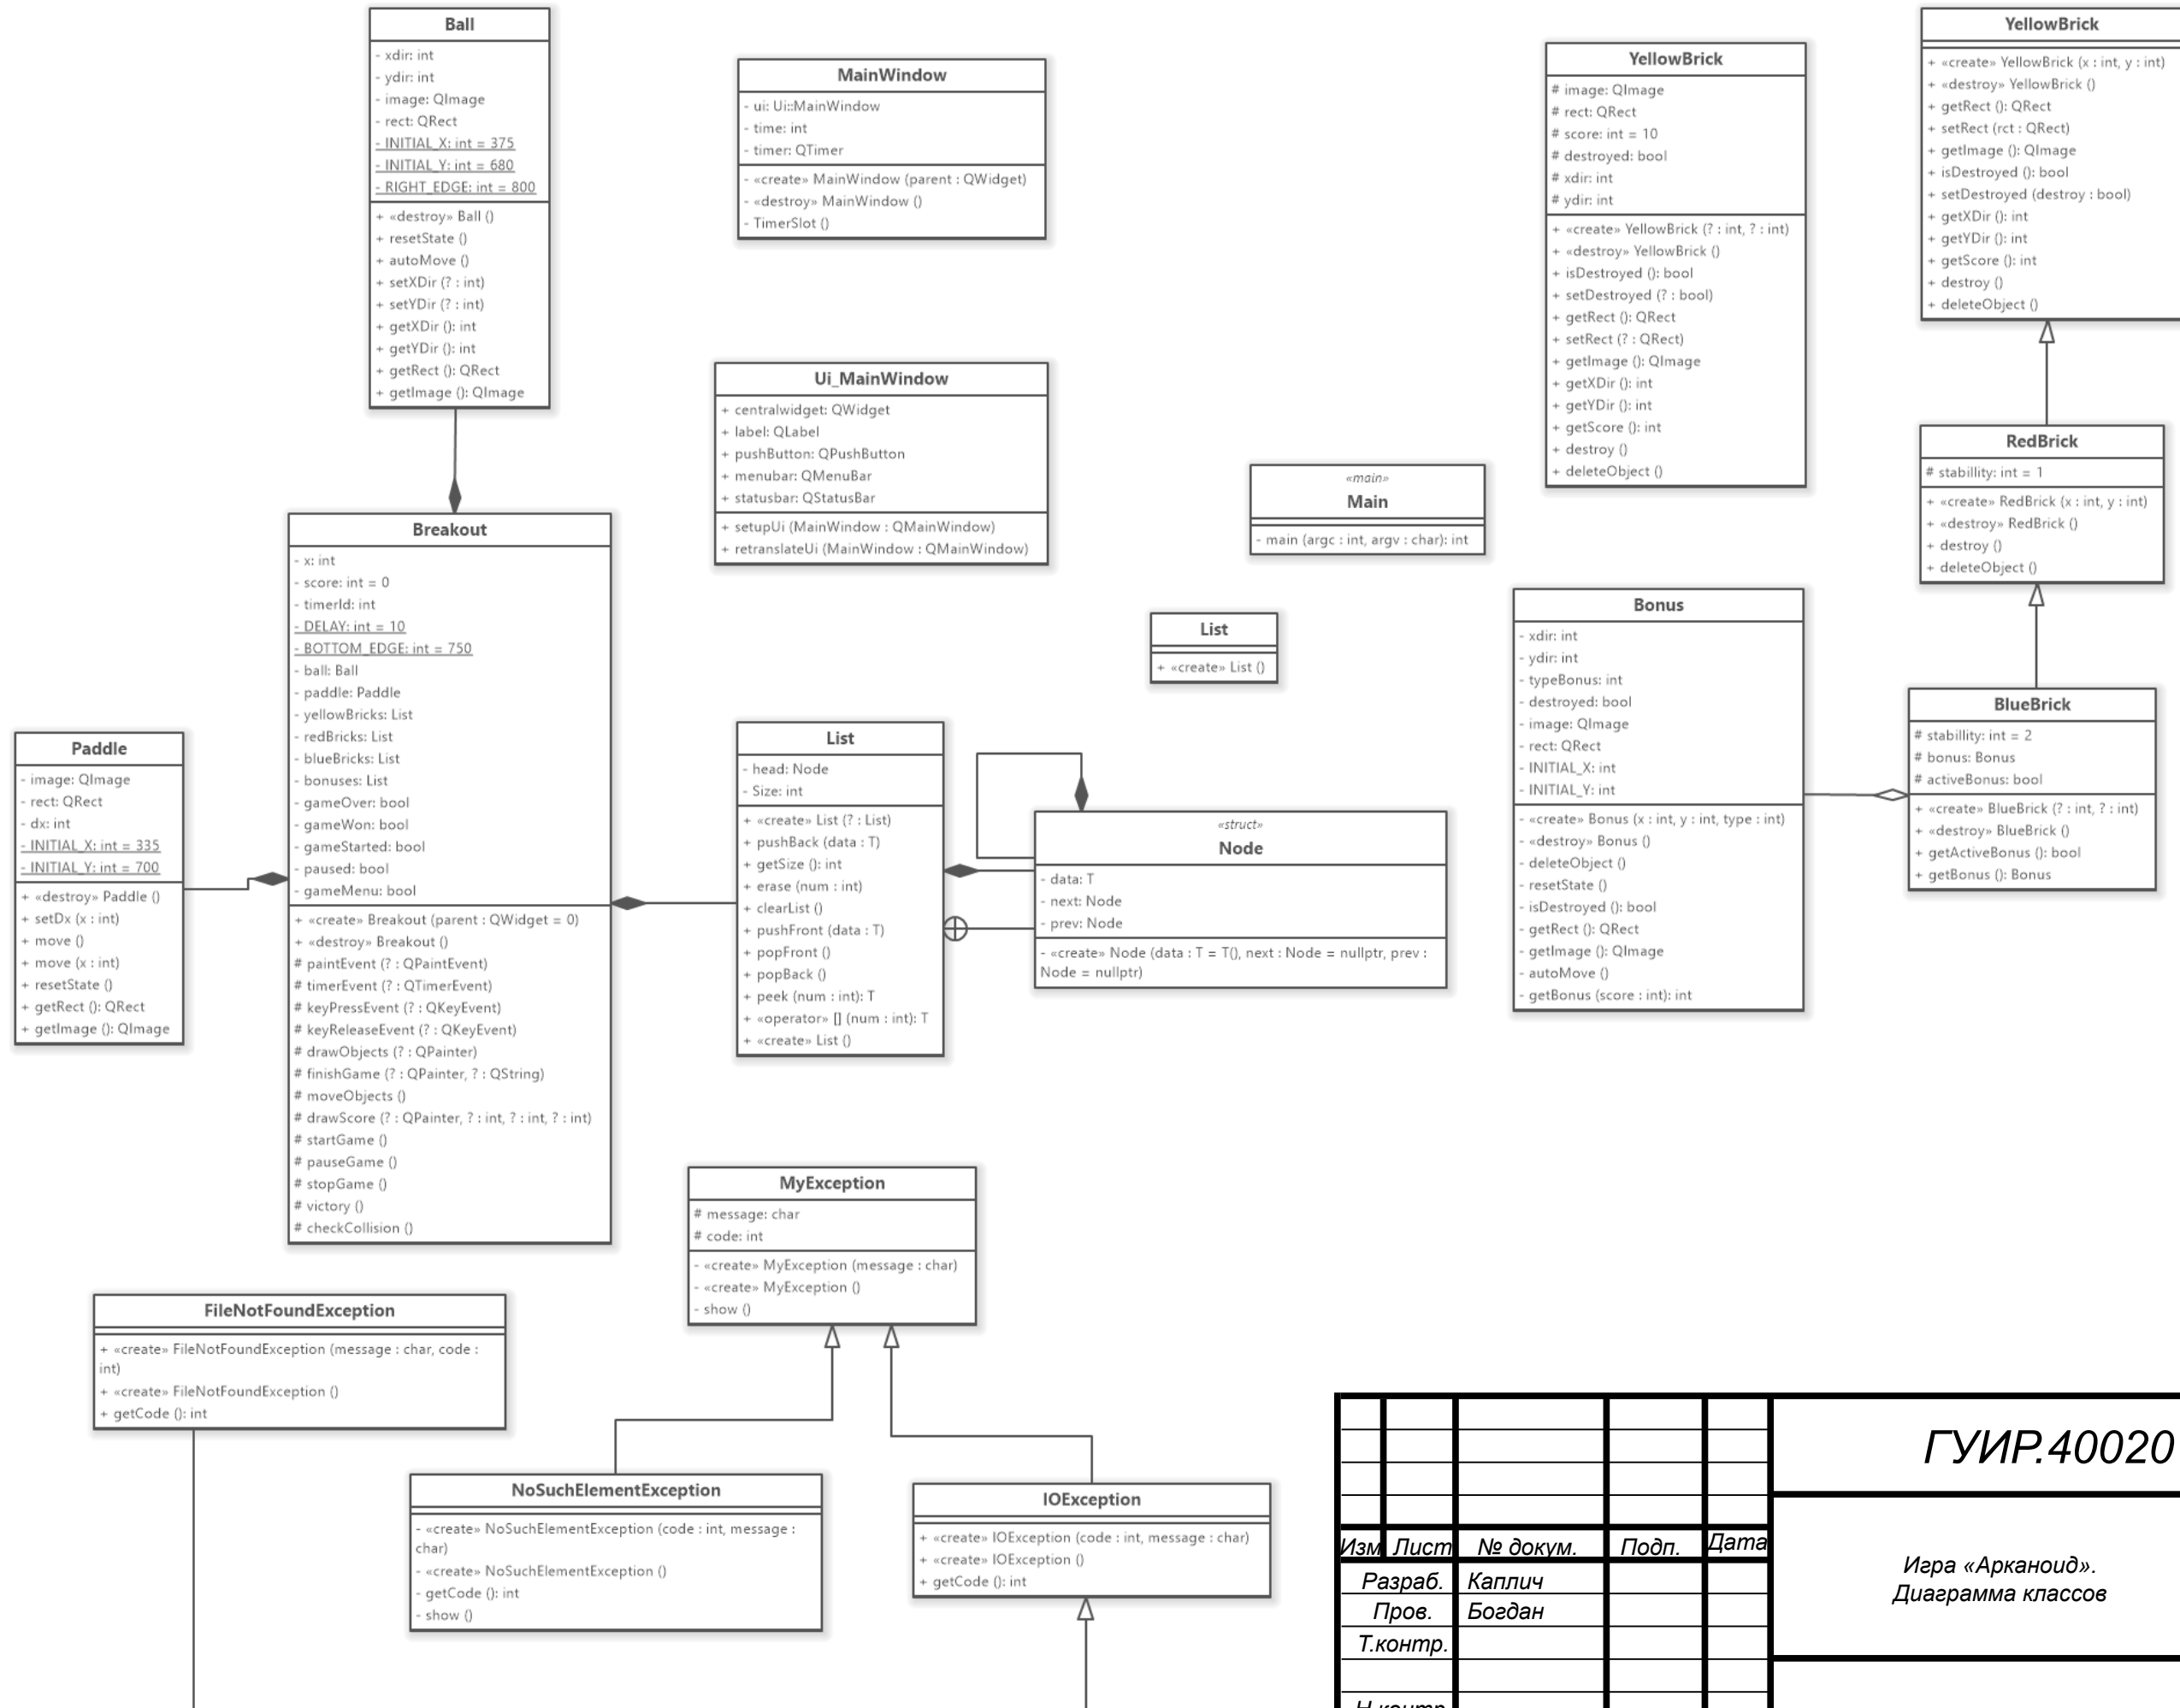 Ball
- xdir: int
- ydir: int
- image: QImage
- rect: QRect
- INITIAL_X: int = 375
- INITIAL_Y: int = 680
- RIGHT_EDGE: int = 800
+ «destroy» Ball ()
+ resetState ()
+ autoMove ()
+ setXDir (? : int)
+ setYDir (? : int)
+ getXDir (): int
+ getYDir (): int
+ getRect (): QRect
+ getImage (): QImage
MainWindow
- ui: Ui::MainWindow
- time: int
- timer: QTimer
- «create» MainWindow (parent : QWidget)
- «destroy» MainWindow ()
- TimerSlot ()
YellowBrick
# image: QImage
# rect: QRect
# score: int = 10
# destroyed: bool
# xdir: int
# ydir: int
+ «create» YellowBrick (? : int, ? : int)
+ «destroy» YellowBrick ()
+ isDestroyed (): bool
+ setDestroyed (? : bool)
+ getRect (): QRect
+ setRect (? : QRect)
+ getImage (): QImage
+ getXDir (): int
+ getYDir (): int
+ getScore (): int
+ destroy ()
+ deleteObject ()
YellowBrick
+ «create» YellowBrick (x : int, y : int)
+ «destroy» YellowBrick ()
+ getRect (): QRect
+ setRect (rct : QRect)
+ getImage (): QImage
+ isDestroyed (): bool
+ setDestroyed (destroy : bool)
+ getXDir (): int
+ getYDir (): int
+ getScore (): int
+ destroy ()
+ deleteObject ()
Ui_MainWindow
+ centralwidget: QWidget
+ label: QLabel
+ pushButton: QPushButton
+ menubar: QMenuBar
+ statusbar: QStatusBar
+ setupUi (MainWindow : QMainWindow)
+ retranslateUi (MainWindow : QMainWindow)
«main»
Main
- main (argc : int, argv : char): int
RedBrick
# stabillity: int = 1
+ «create» RedBrick (x : int, y : int)
+ «destroy» RedBrick ()
+ destroy ()
+ deleteObject ()
Breakout
- x: int
- score: int = 0
- timerId: int
- DELAY: int = 10
- BOTTOM_EDGE: int = 750
- ball: Ball
- paddle: Paddle
- yellowBricks: List
- redBricks: List
- blueBricks: List
- bonuses: List
- gameOver: bool
- gameWon: bool
- gameStarted: bool
- paused: bool
- gameMenu: bool
+ «create» Breakout (parent : QWidget = 0)
+ «destroy» Breakout ()
# paintEvent (? : QPaintEvent)
# timerEvent (? : QTimerEvent)
# keyPressEvent (? : QKeyEvent)
# keyReleaseEvent (? : QKeyEvent)
# drawObjects (? : QPainter)
# finishGame (? : QPainter, ? : QString)
# moveObjects ()
# drawScore (? : QPainter, ? : int, ? : int, ? : int)
# startGame ()
# pauseGame ()
# stopGame ()
# victory ()
# checkCollision ()
List
+ «create» List ()
Bonus
- xdir: int
- ydir: int
- typeBonus: int
- destroyed: bool
- image: QImage
- rect: QRect
- INITIAL_X: int
- INITIAL_Y: int
- «create» Bonus (x : int, y : int, type : int)
- «destroy» Bonus ()
- deleteObject ()
- resetState ()
- isDestroyed (): bool
- getRect (): QRect
- getImage (): QImage
- autoMove ()
- getBonus (score : int): int
BlueBrick
# stabillity: int = 2
# bonus: Bonus
# activeBonus: bool
+ «create» BlueBrick (? : int, ? : int)
+ «destroy» BlueBrick ()
+ getActiveBonus (): bool
+ getBonus (): Bonus
Paddle
- image: QImage
- rect: QRect
- dx: int
- INITIAL_X: int = 335
- INITIAL_Y: int = 700
+ «destroy» Paddle ()
+ setDx (x : int)
+ move ()
+ move (x : int)
+ resetState ()
+ getRect (): QRect
+ getImage (): QImage
List
- head: Node
- Size: int
+ «create» List (? : List)
+ pushBack (data : T)
+ getSize (): int
+ erase (num : int)
+ clearList ()
+ pushFront (data : T)
+ popFront ()
+ popBack ()
+ peek (num : int): T
+ «operator» [] (num : int): T
+ «create» List ()
«struct»
Node
- data: T
- next: Node
- prev: Node
- «create» Node (data : T = T(), next : Node = nullptr, prev :
Node = nullptr)
MyException
# message: char
# code: int
- «create» MyException (message : char)
- «create» MyException ()
- show ()
FileNotFoundException
+ «create» FileNotFoundException (message : char, code :
int)
+ «create» FileNotFoundException ()
+ getCode (): int
NoSuchElementException
- «create» NoSuchElementException (code : int, message :
char)
- «create» NoSuchElementException ()
- getCode (): int
- show ()
IOException
+ «create» IOException (code : int, message : char)
+ «create» IOException ()
+ getCode (): int
ГУИР.40020
Изм Лист № докум. Подп. Дата
Разраб. Каплич
Пров. Богдан
Т.контр.
Н.контр
Игра «Арканоид».
Диаграмма классов